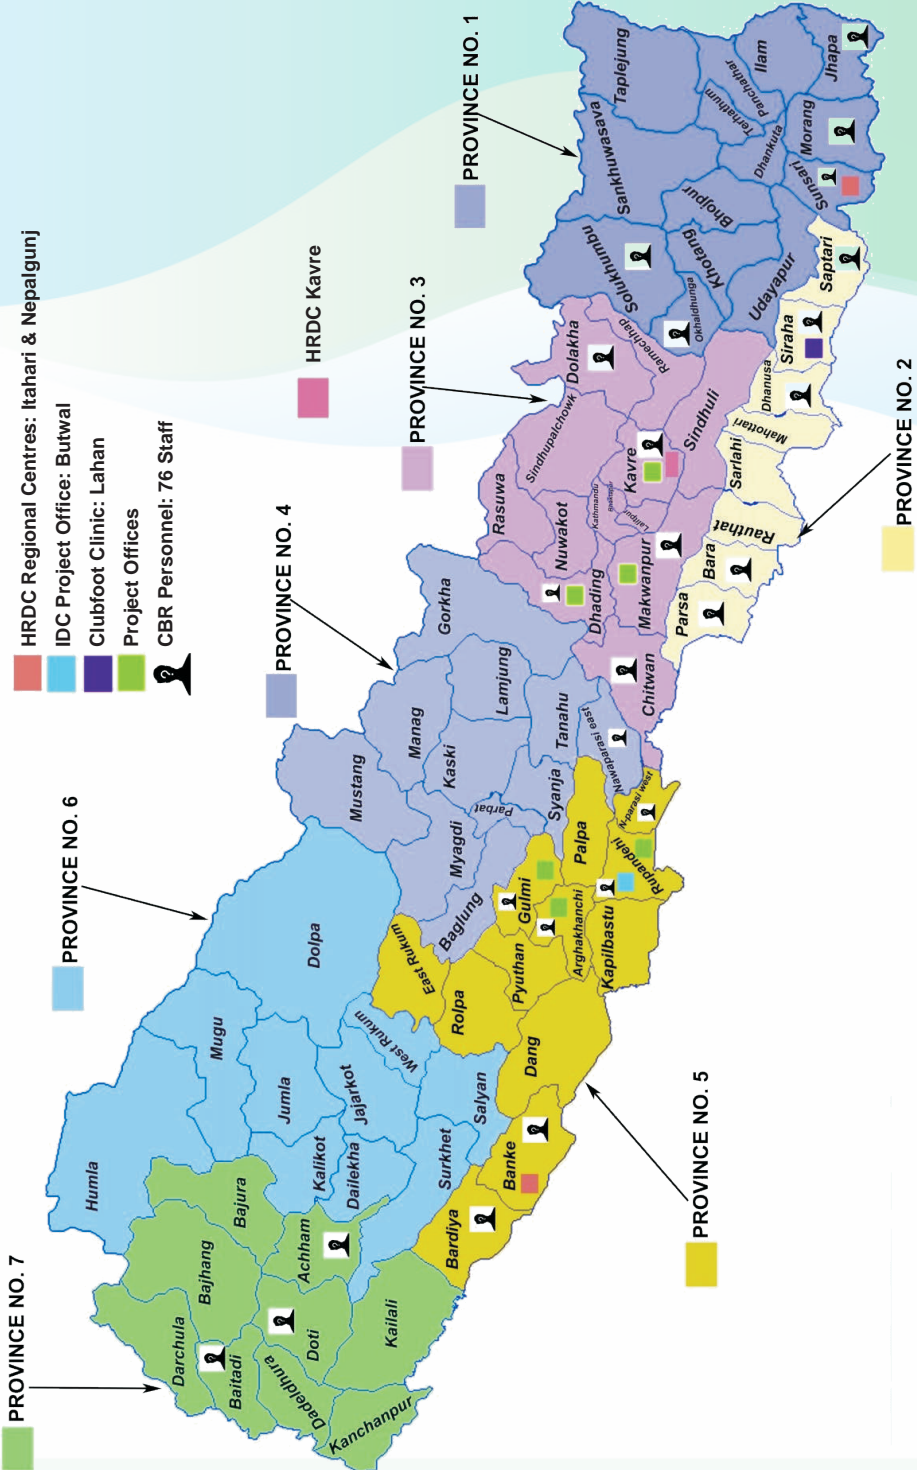 PROVINCE NO. 7
PROVINCE NO. 6
PROVINCE NO. 4
PROVINCE NO. 3
PROVINCE NO. 1
PROVINCE NO. 5
PROVINCE NO. 2
HRDC Regional Centres: Itahari & Nepalgunj
IDC Project Office: Butwal
Clubfoot Clinic: Lahan
Project Offices
CBR Personnel: 76 Staff
HRDC Kavre
Darchula
Bajhang
Bajura
Baitadi
Dadeldhura
Doti
Achham
Kanchanpur
Kailali
Humla
Mugu
Dolpa
Jumla
Kalikot
Dailekha
Jajarkot
West Rukum
Surkhet
Salyan
Bardiya
Banke
Dang
East Rukum
Rolpa
Pyuthan
Gulmi
Arghakhanchi
Kapilbastu
Palpa
Rupandehi
N-parasi west
Mustang
Manag
Kaski
Myagdi
Parbat
Baglung
Syanja
Gorkha
Lamjung
Tanahu
Nawaparasi east
Rasuwa
Nuwakot
Dhading
Sindhupalchowk
Dolakha
Ramechhap
Kathmandu
Lalitpur
Kavre
Sindhuli
Makwanpur
Chitwan
Parsa
Bara
Rauthat
Sarlahi
Mahottari
Dhanusa
Siraha
Saptari
Solukhumbu
Okhaldhunga
Khotang
Udayapur
Sankhuwasava
Bhojpur
Taplejung
Terhathum
Panchathar
Dhankuta
Ilam
Jhapa
Morang
Sunsari